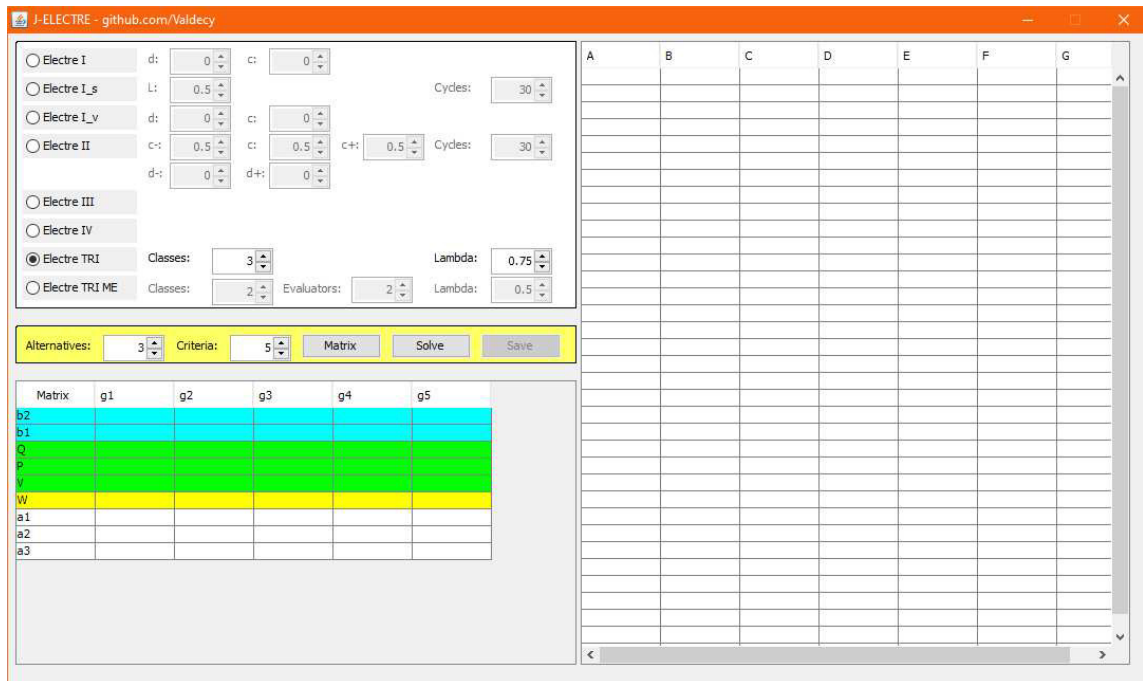 J-ELECTRE - github.com/Valdecy
Electre I d: 0 c: 0
Electre I_s L: 0.5 Cycles: 30
Electre I_v d: 0 c: 0
Electre II c-: 0.5 c: 0.5 c+: 0.5 Cycles: 30
d-: 0 d+: 0
Electre III
Electre IV
Electre TRI Classes: 3 Lambda: 0.75
Electre TRI ME Classes: 2 Evaluators: 2 Lambda: 0.5
Alternatives: 3 Criteria: 5 Matrix Solve Save
Matrix g1 g2 g3 g4 g5
b2
b1
Q
P
V
W
a1
a2
a3
A B C D E F G